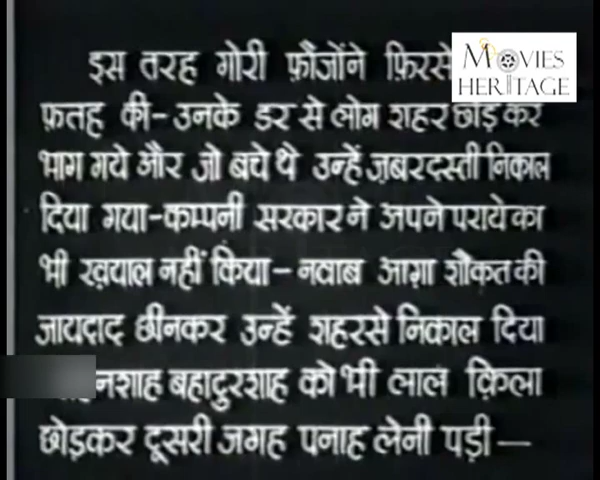 इस तरह गोरी फ़ौजोंने फ़िरसे
MOVIES
HERITAGE
फ़तह की-उनके डर से लोग शहर छोड़ कर
भाग गये और जो बचे थे उन्हें ज़बरदस्ती निकाल
दिया गया-कम्पनी सरकार ने अपने पराये का
भी ख़याल नहीं किया-नवाब आग़ा शौकत की
जायदाद छीनकर उन्हें शहरसे निकाल दिया
बहादुरशाह को भी लाल क़िला
छोड़कर दूसरी जगह पनाह लेनी पड़ी—